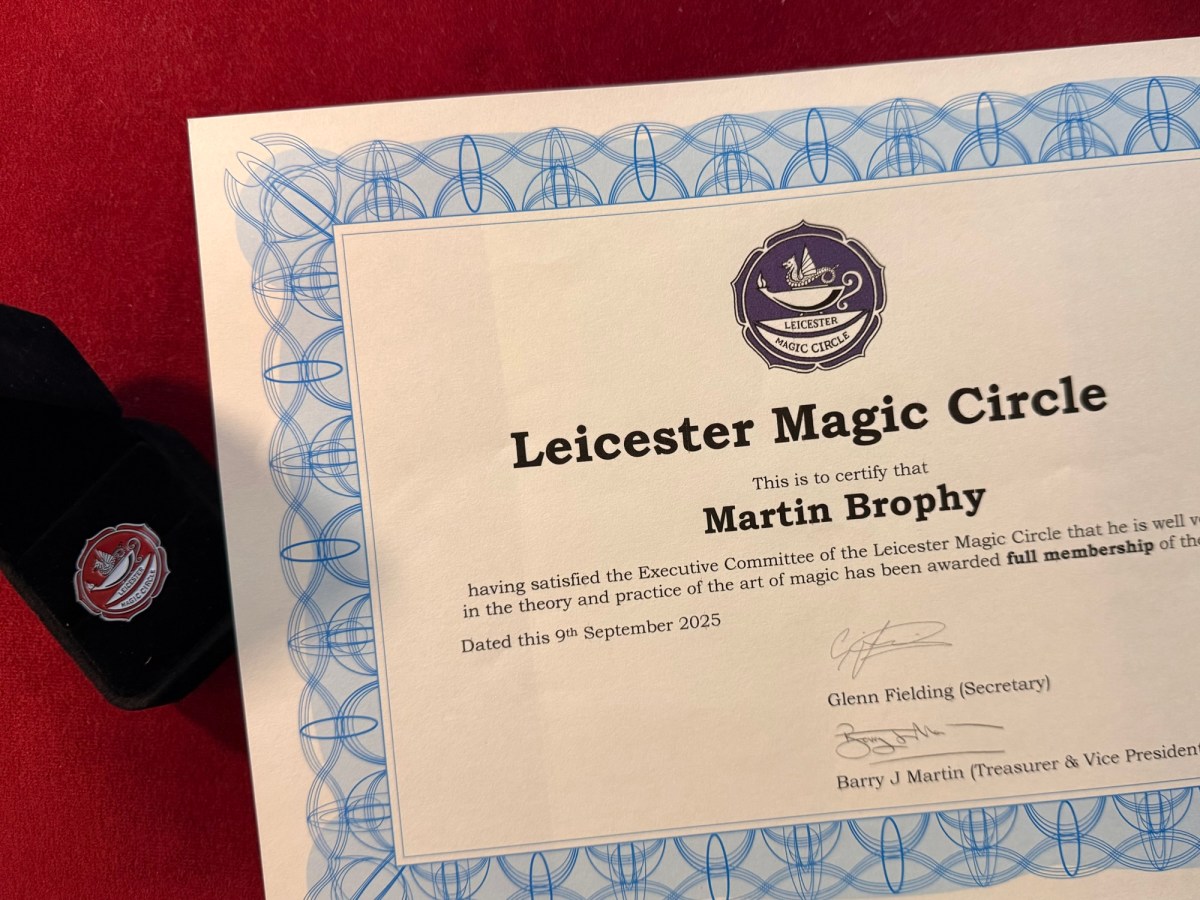 LEICESTER
MAGIC CIRCLE
Leicester Magic Circle
This is to certify that
Martin Brophy
having satisfied the Executive Committee of the Leicester Magic Circle that he is well
in the theory and practice of the art of magic has been awarded full membership of the
Dated this 9th September 2025
Glenn Fielding (Secretary)
Barry J Martin (Treasurer & Vice President
LEICESTER
MAGIC CIRCLE